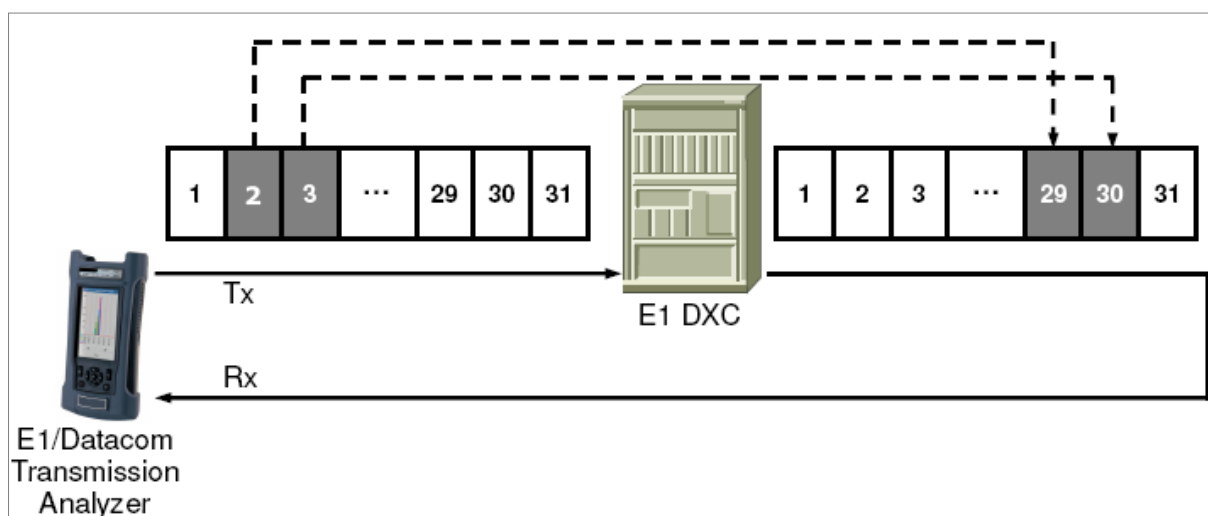 1 2 3 ... 29 30 31
1 2 3 ... 29 30 31
Tx
E1 DXC
Rx
E1/Datacom
Transmission
Analyzer